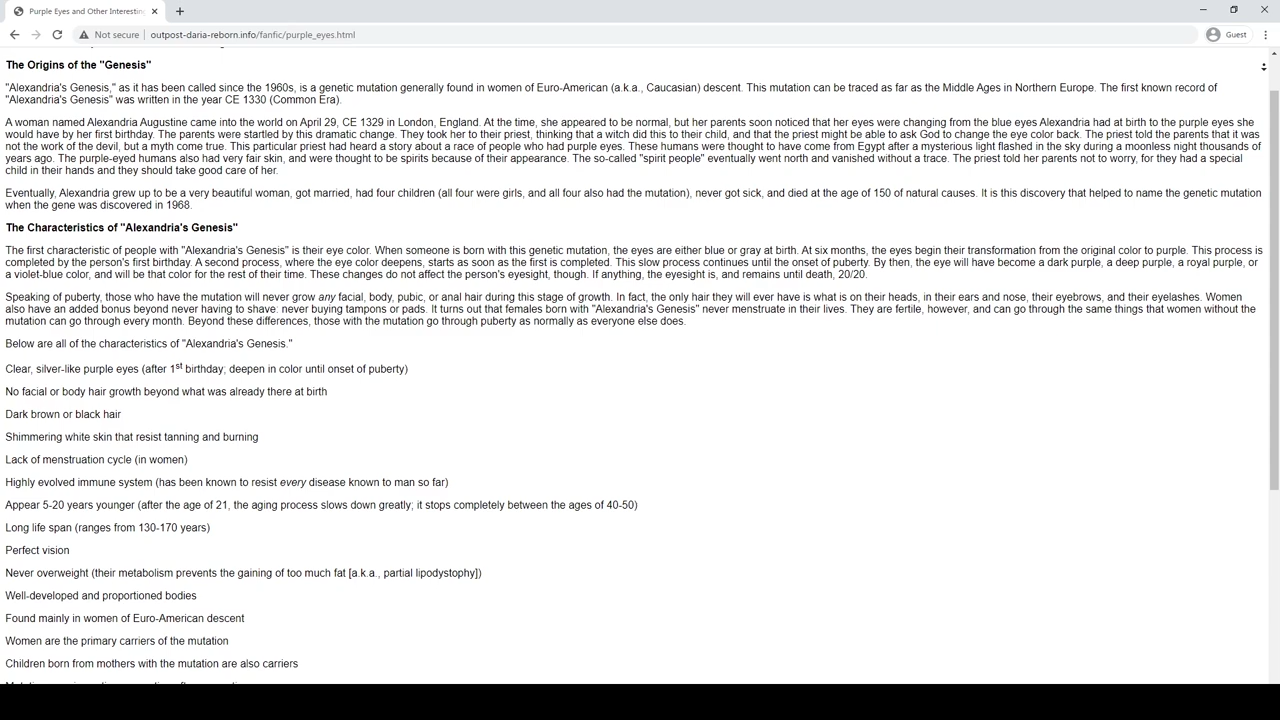 Purple Eyes and Other Interesting
Not secure
outpost-daria-reborn.info/fanfic/purple_eyes.html
Guest
The Origins of the "Genesis"
"Alexandria's Genesis," as it has been called since the 1960s, is a genetic mutation generally found in women of Euro-American (a.k.a., Caucasian) descent. This mutation can be traced as far as the Middle Ages in Northern Europe. The first known record of
"Alexandria's Genesis" was written in the year CE 1330 (Common Era).
A woman named Alexandria Augustine came into the world on April 29, CE 1329 in London, England. At the time, she appeared to be normal, but her parents soon noticed that her eyes were changing from the blue eyes Alexandria had at birth to the purple eyes she
would have by her first birthday. The parents were startled by this dramatic change. They took her to their priest, thinking that a witch did this to their child, and that the priest might be able to ask God to change the eye color back. The priest told the parents that it was
not the work of the devil, but a myth come true. This particular priest had heard a story about a race of people who had purple eyes. These humans were thought to have come from Egypt after a mysterious light flashed in the sky during a moonless night thousands of
years ago. The purple-eyed humans also had very fair skin, and were thought to be spirits because of their appearance. The so-called "spirit people" eventually went north and vanished without a trace. The priest told her parents not to worry, for they had a special
child in their hands and they should take good care of her.
Eventually, Alexandria grew up to be a very beautiful woman, got married, had four children (all four were girls, and all four also had the mutation), never got sick, and died at the age of 150 of natural causes. It is this discovery that helped to name the genetic mutation
when the gene was discovered in 1968.
The Characteristics of "Alexandria's Genesis"
The first characteristic of people with "Alexandria's Genesis" is their eye color. When someone is born with this genetic mutation, the eyes are either blue or gray at birth. At six months, the eyes begin their transformation from the original color to purple. This process is
completed by the person's first birthday. A second process, where the eye color deepens, starts as soon as the first is completed. This slow process continues until the onset of puberty. By then, the eye will have become a dark purple, a deep purple, a royal purple, or
a violet-blue color, and will be that color for the rest of their time. These changes do not affect the person's eyesight, though. If anything, the eyesight is, and remains until death, 20/20.
Speaking of puberty, those who have the mutation will never grow any facial, body, pubic, or anal hair during this stage of growth. In fact, the only hair they will ever have is what is on their heads, in their ears and nose, their eyebrows, and their eyelashes. Women
also have an added bonus beyond never having to shave: never buying tampons or pads. It turns out that females born with "Alexandria's Genesis" never menstruate in their lives. They are fertile, however, and can go through the same things that women without the
mutation can go through every month. Beyond these differences, those with the mutation go through puberty as normally as everyone else does.
Below are all of the characteristics of "Alexandria's Genesis."
Clear, silver-like purple eyes (after 1st birthday; deepen in color until onset of puberty)
No facial or body hair growth beyond what was already there at birth
Dark brown or black hair
Shimmering white skin that resist tanning and burning
Lack of menstruation cycle (in women)
Highly evolved immune system (has been known to resist every disease known to man so far)
Appear 5-20 years younger (after the age of 21, the aging process slows down greatly; it stops completely between the ages of 40-50)
Long life span (ranges from 130-170 years)
Perfect vision
Never overweight (their metabolism prevents the gaining of too much fat [a.k.a., partial lipodystophy])
Well-developed and proportioned bodies
Found mainly in women of Euro-American descent
Women are the primary carriers of the mutation
Children born from mothers with the mutation are also carriers